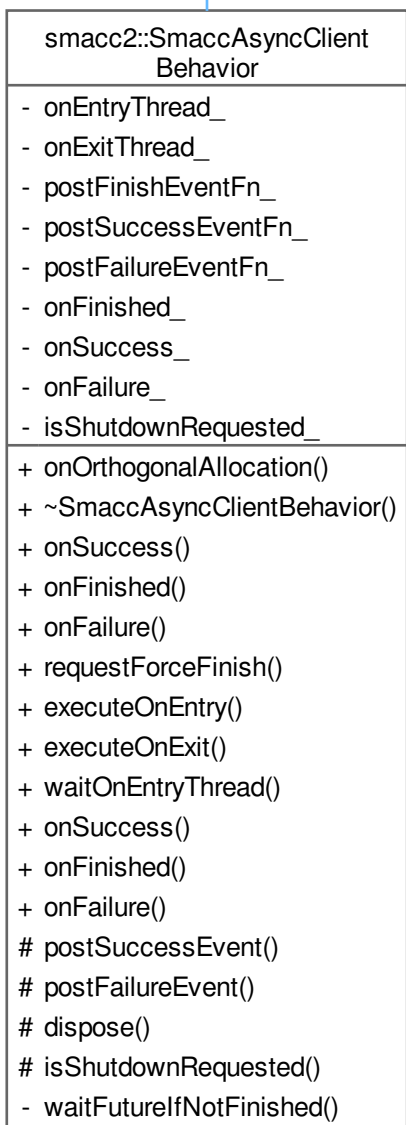 smacc2::SmaccAsyncClient
Behavior
- onEntryThread_
- onExitThread_
- postFinishEventFn_
- postSuccessEventFn_
- postFailureEventFn_
- onFinished_
- onSuccess_
- onFailure_
- isShutdownRequested_
+ onOrthogonalAllocation()
+ ~SmaccAsyncClientBehavior()
+ onSuccess()
+ onFinished()
+ onFailure()
+ requestForceFinish()
+ executeOnEntry()
+ executeOnExit()
+ waitOnEntryThread()
+ onSuccess()
+ onFinished()
+ onFailure()
# postSuccessEvent()
# postFailureEvent()
# dispose()
# isShutdownRequested()
- waitFutureIfNotFinished()